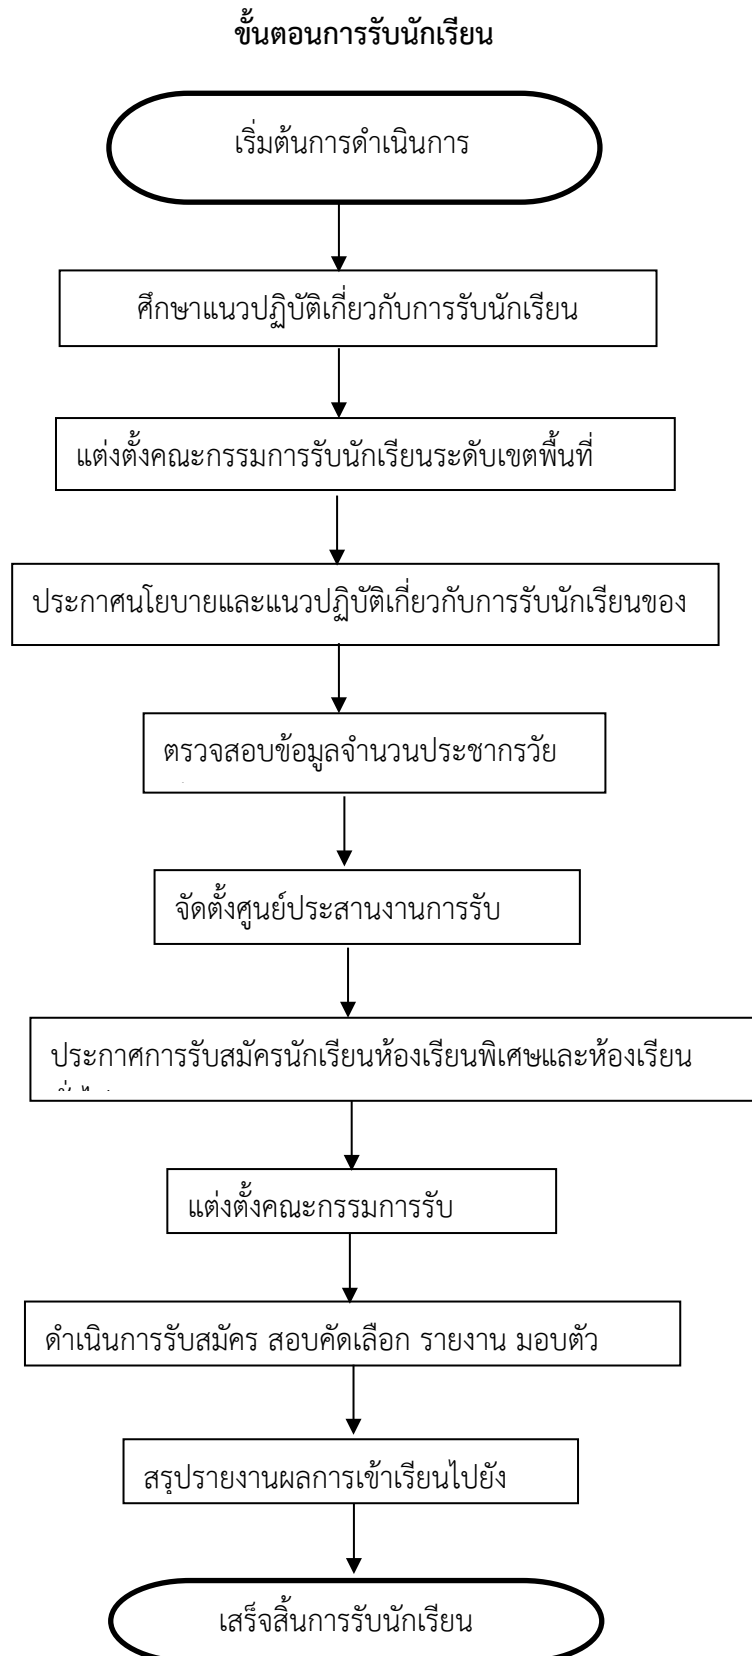 ขั้นตอนการรับนักเรียน
เริ่มต้นการดำเนินการ
ศึกษาแนวปฏิบัติเกี่ยวกับการรับนักเรียน
แต่งตั้งคณะกรรมการรับนักเรียนระดับเขตพื้นที่
ประกาศนโยบายและแนวปฏิบัติเกี่ยวกับการรับนักเรียนของ
ตรวจสอบข้อมูลจำนวนประชากรวัย
จัดตั้งศูนย์ประสานงานการรับ
ประกาศการรับสมัครนักเรียนห้องเรียนพิเศษและห้องเรียน
แต่งตั้งคณะกรรมการรับ
ดำเนินการรับสมัคร สอบคัดเลือก รายงาน มอบตัว
สรุปรายงานผลการเข้าเรียนไปยัง
เสร็จสิ้นการรับนักเรียน